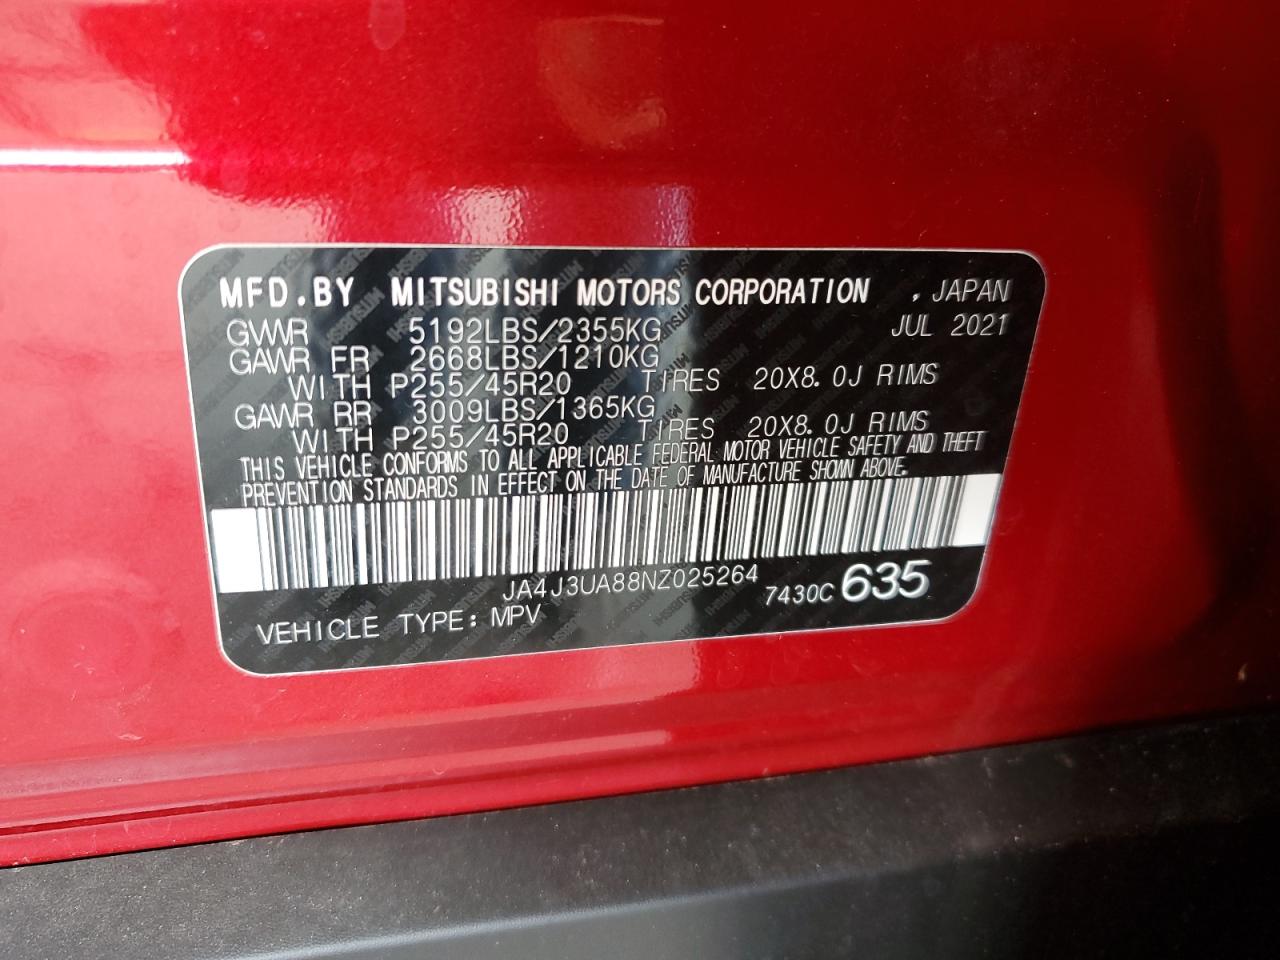 MFD.BY MITSUBISHI MOTORS CORPORATION , JAPAN
GVWR 5192LBS/2355KG JUL 2021
GAWR FR 2668LBS/1210KG
WITH P255/45R20 TIRES 20X8.0J RIMS
GAWR RR 3009LBS/1365KG
WITH P255/45R20 TIRES 20X8.0J RIMS
THIS VEHICLE CONFORMS TO ALL APPLICABLE FEDERAL MOTOR VEHICLE SAFETY AND THEFT
PREVENTION STANDARDS IN EFFECT ON THE DATE OF MANUFACTURE SHOWN ABOVE.
JA4J3UA88NZ025264 7430C 635
VEHICLE TYPE: MPV